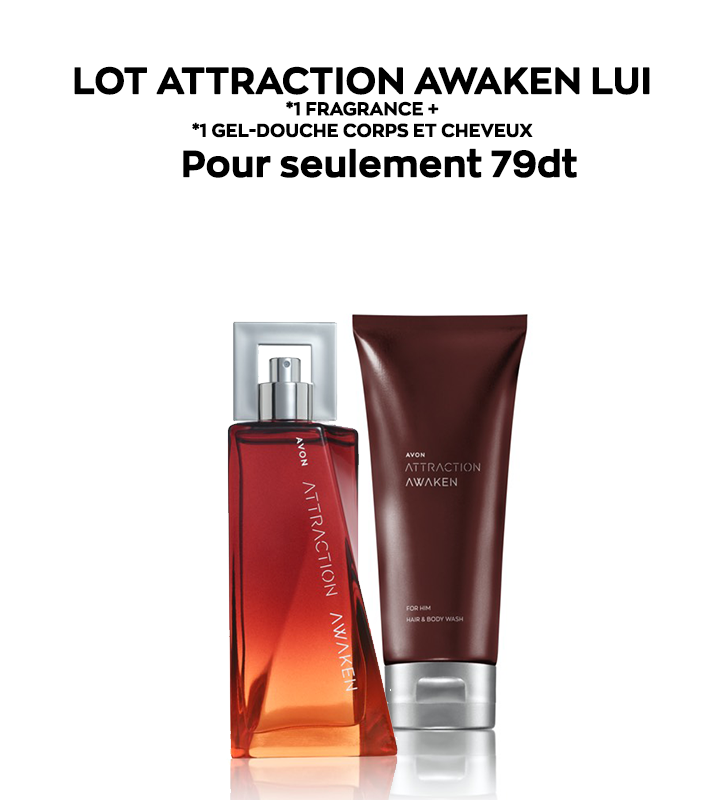 LOT ATTRACTION AWAKEN LUI
*1 FRAGRANCE +
*1 GEL-DOUCHE CORPS ET CHEVEUX
Pour seulement 79dt
AVON
ATTRACTION AWAKEN
AVON
ATTRACTION
AWAKEN
FOR HIM
HAIR & BODY WASH